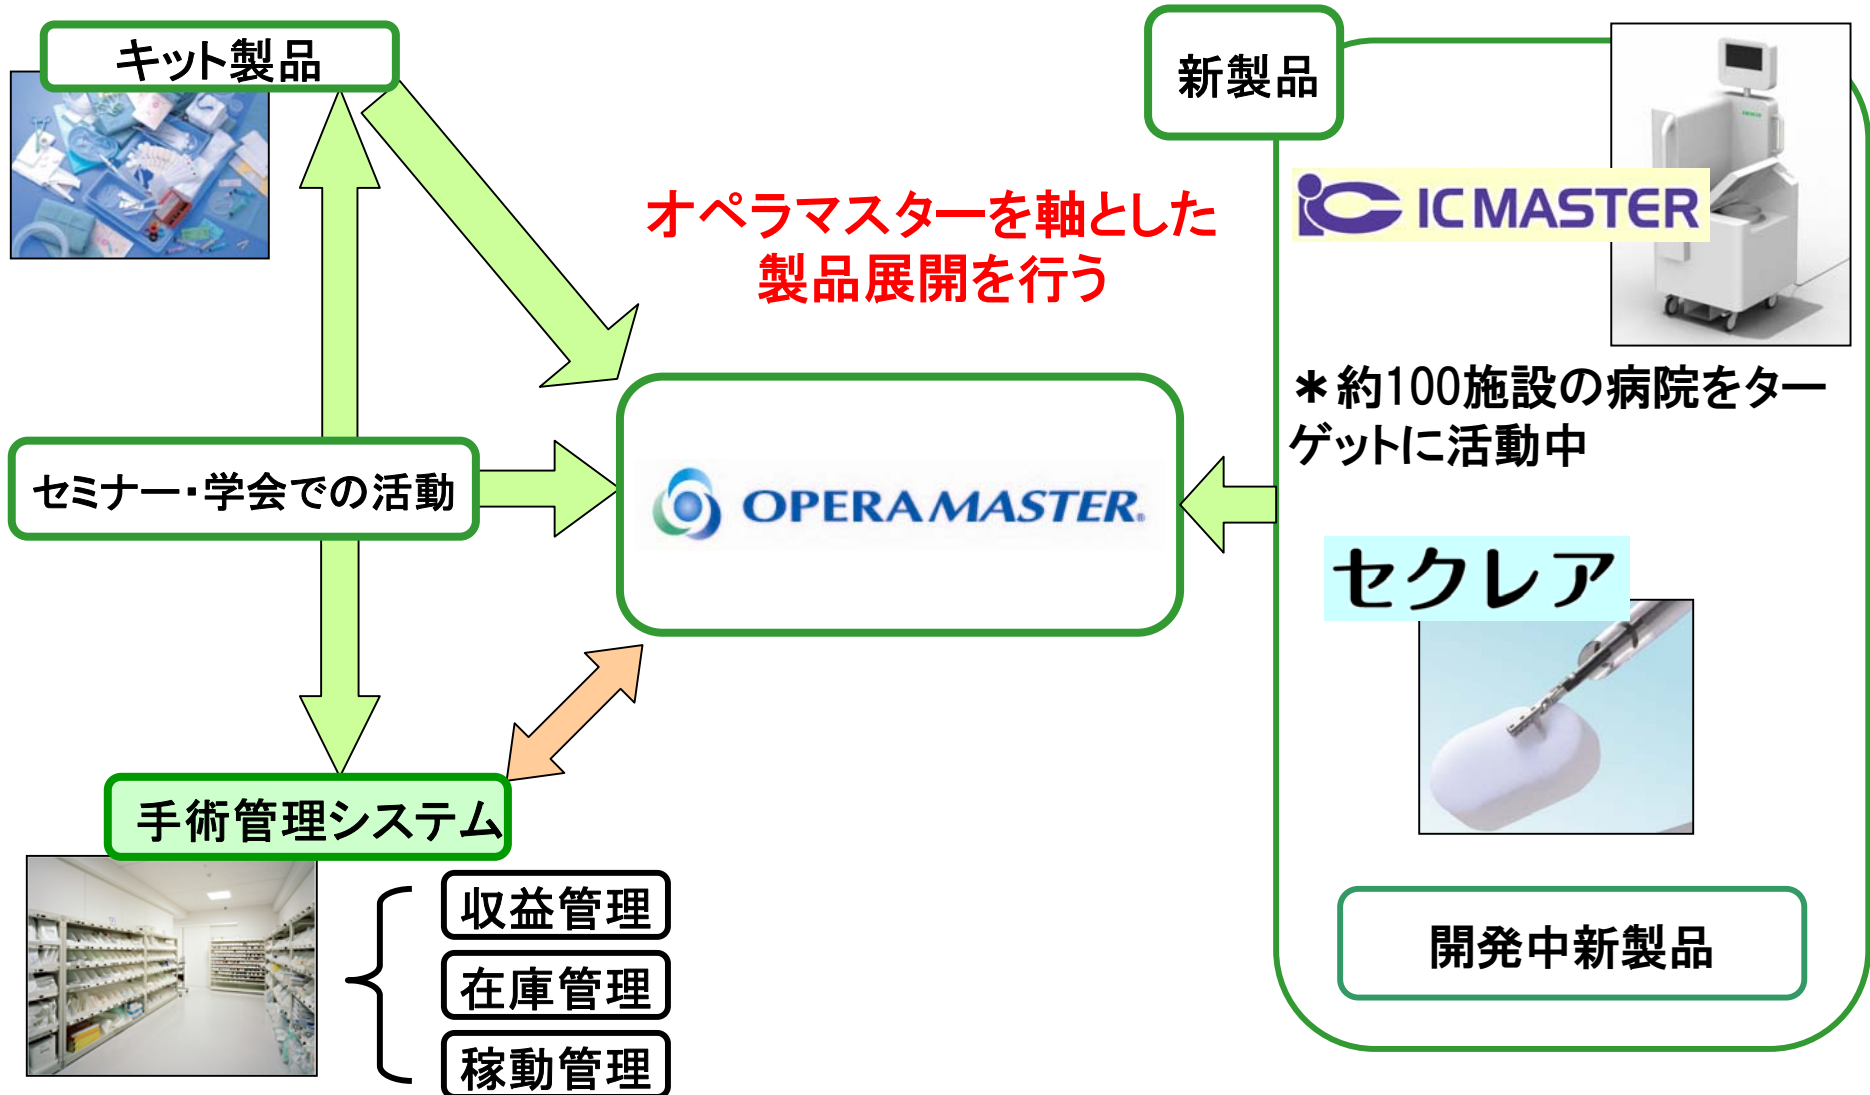 キット製品
新製品
IC MASTER
オペラマスターを軸とした
製品展開を行う
＊約100施設の病院をター
ゲットに活動中
セミナー・学会での活動
OPERA MASTER®
セクレア
手術管理システム
収益管理
在庫管理
稼動管理
開発中新製品